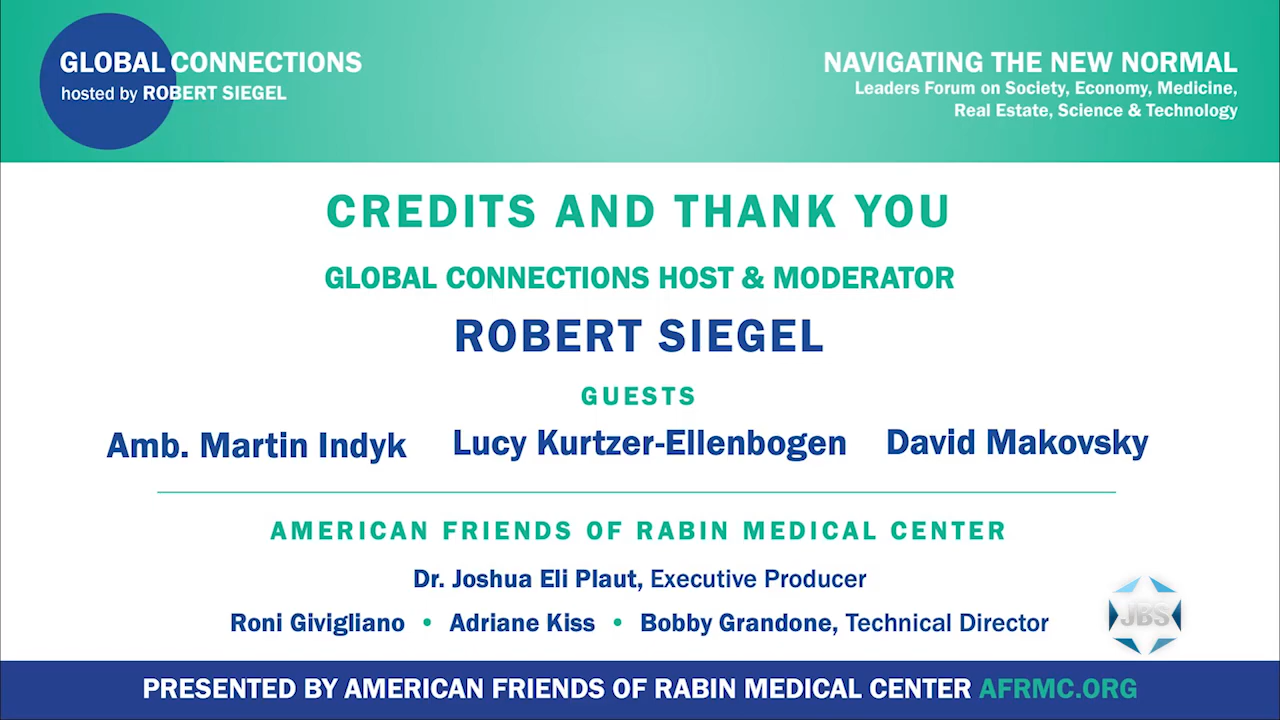 GLOBAL CONNECTIONS
hosted by ROBERT SIEGEL
NAVIGATING THE NEW NORMAL
Leaders Forum on Society, Economy, Medicine,
Real Estate, Science & Technology
CREDITS AND THANK YOU
GLOBAL CONNECTIONS HOST & MODERATOR
ROBERT SIEGEL
GUESTS
Amb. Martin Indyk Lucy Kurtzer-Ellenbogen David Makovsky
AMERICAN FRIENDS OF RABIN MEDICAL CENTER
Dr. Joshua Eli Plaut, Executive Producer
Roni Givigliano • Adriane Kiss • Bobby Grandone, Technical Director
JBS
PRESENTED BY AMERICAN FRIENDS OF RABIN MEDICAL CENTER AFRMC.ORG